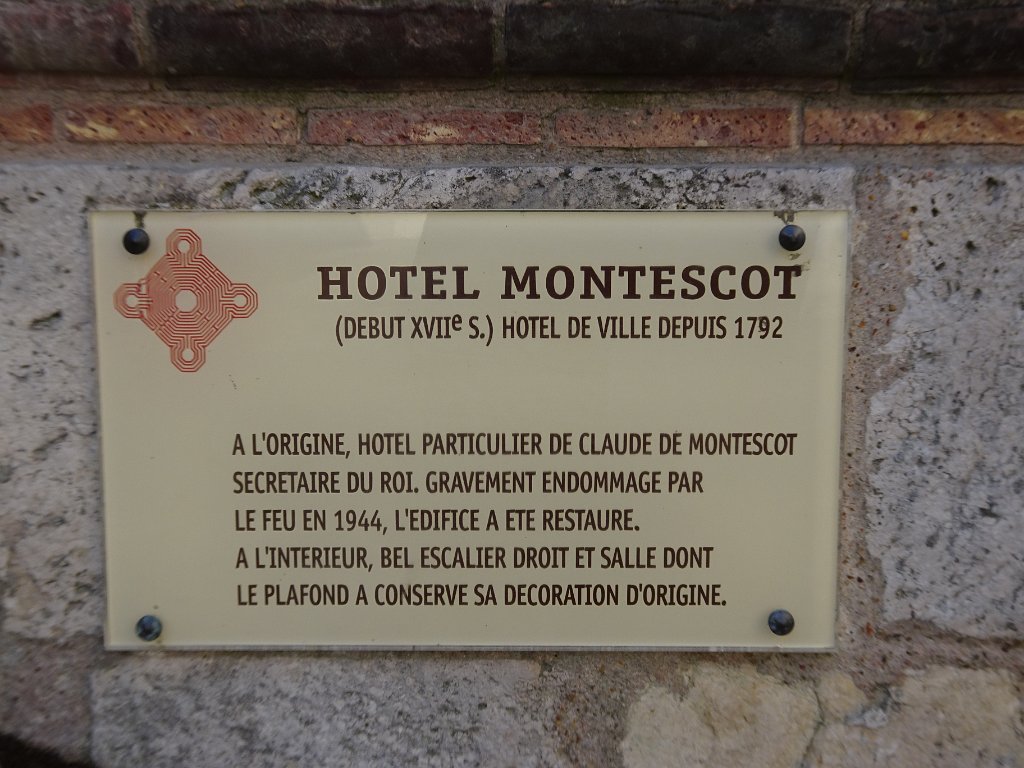 HOTEL MONTESCOT
(DEBUT XVIIe S.) HOTEL DE VILLE DEPUIS 1792
A L'ORIGINE, HOTEL PARTICULIER DE CLAUDE DE MONTESCOT
SECRETAIRE DU ROI. GRAVEMENT ENDOMMAGE PAR
LE FEU EN 1944, L'EDIFICE A ETE RESTAURE.
A L'INTERIEUR, BEL ESCALIER DROIT ET SALLE DONT
LE PLAFOND A CONSERVE SA DECORATION D'ORIGINE.